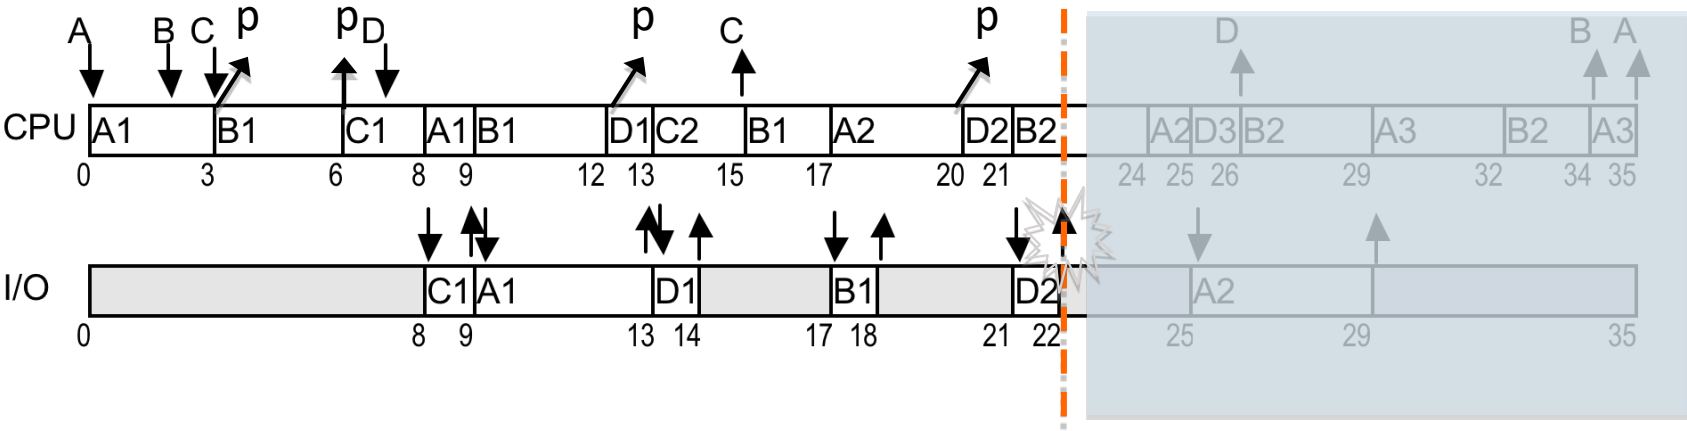 p p p p
A B C D C D B A
CPU A1 B1 C1 A1 B1 D1 C2 B1 A2 D2 B2 A2 D3 B2 A3 B2 A3
0 3 6 8 9 12 13 15 17 20 21 24 25 26 29 32 34 35
I/O C1 A1 D1 B1 D2 A2
0 8 9 13 14 17 18 21 22 25 29 35